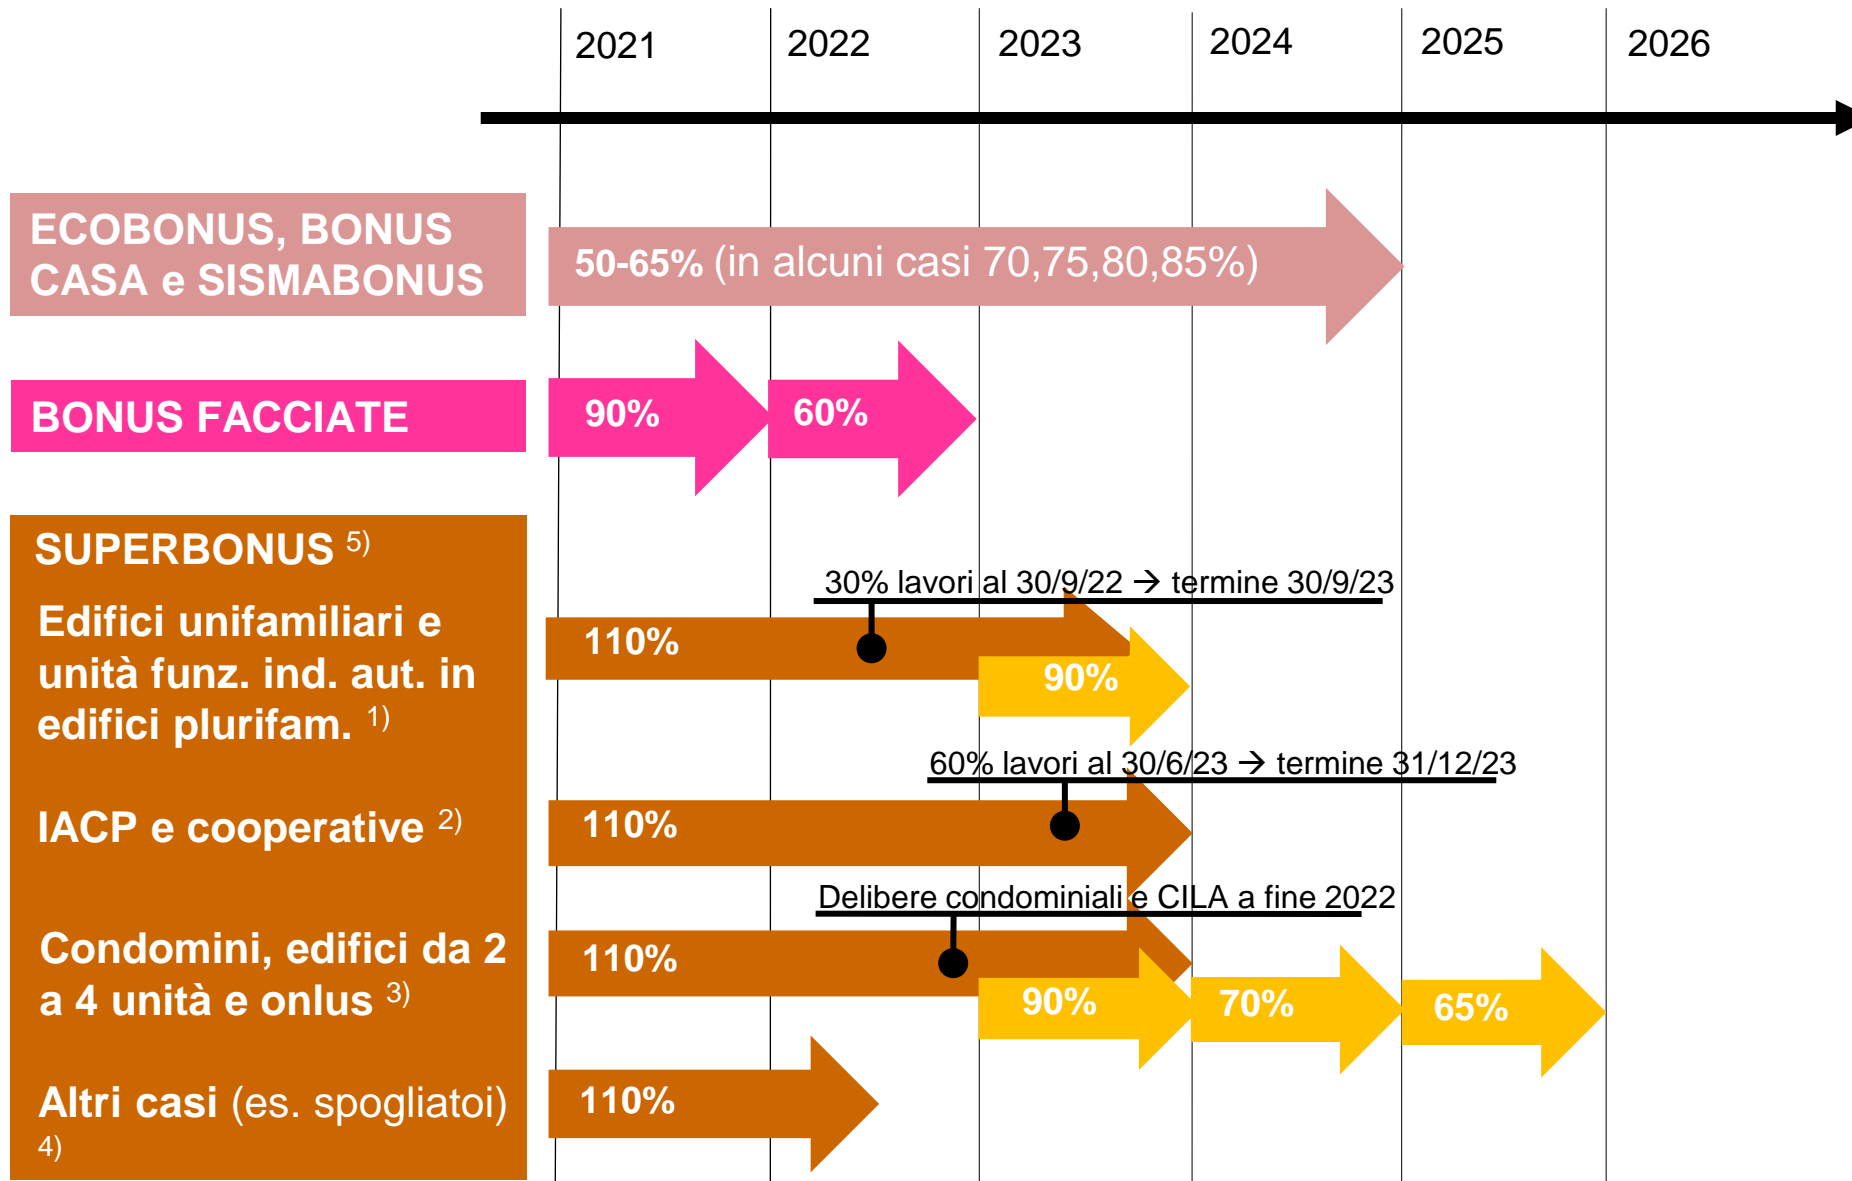 2021 2022 2023 2024 2025 2026
ECOBONUS, BONUS
CASA e SISMABONUS
50-65% (in alcuni casi 70,75,80,85%)
BONUS FACCIATE
90% 60%
SUPERBONUS 5)
30% lavori al 30/9/22 → termine 30/9/23
Edifici unifamiliari e
unità funz. ind. aut. in
edifici plurifam. 1)
110%
90%
60% lavori al 30/6/23 → termine 31/12/23
IACP e cooperative 2)
110%
Delibere condominiali e CILA a fine 2022
Condomini, edifici da 2
a 4 unità e onlus 3)
110%
90% 70% 65%
Altri casi (es. spogliatoi)
4)
110%